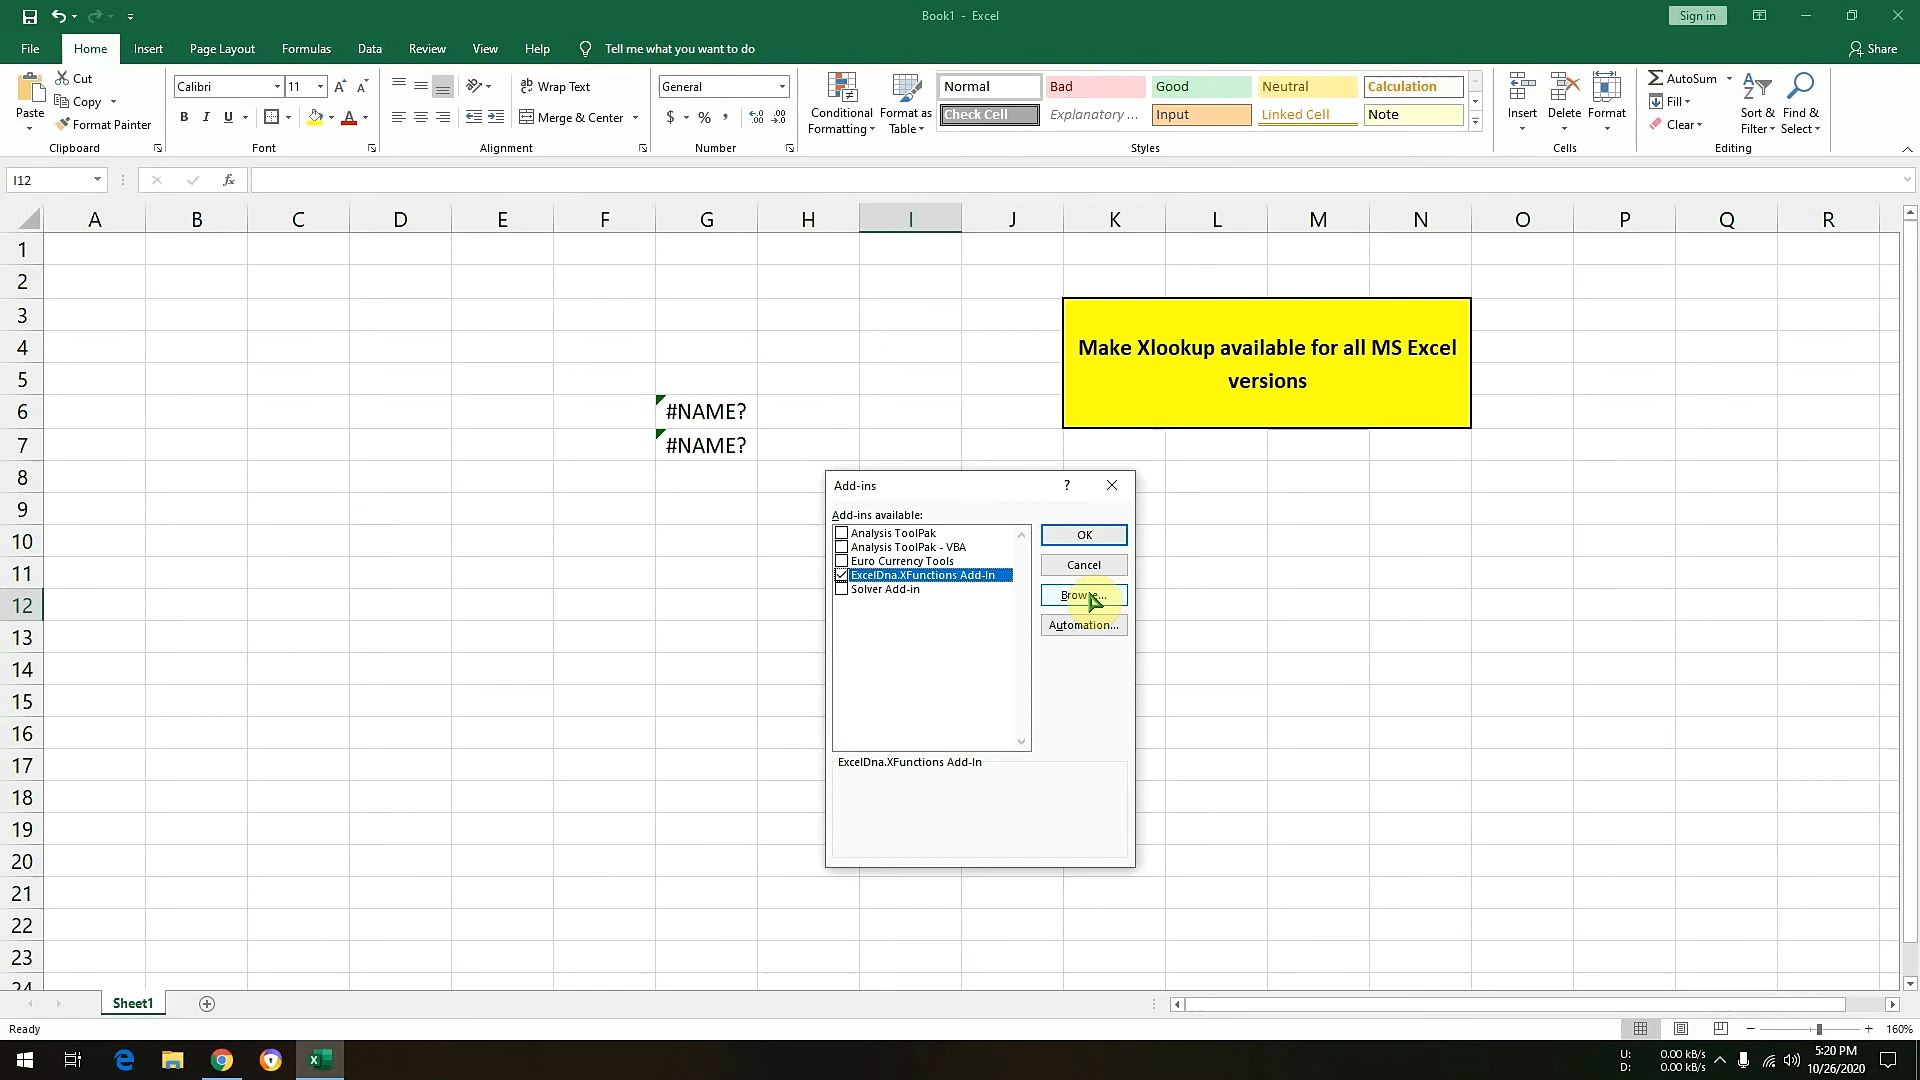 Book1 - Excel
Sign in
File Home Insert Page Layout Formulas Data Review View Help Tell me what you want to do Share
Paste
Cut
Copy
Format Painter
Clipboard
Calibri 11
B I U
Font
Wrap Text
Merge & Center
Alignment
General
$ % ,
Number
Conditional Formatting
Format as Table
Normal Bad Good Neutral Calculation
Check Cell Explanatory ... Input Linked Cell Note
Styles
Insert Delete Format
Cells
AutoSum
Fill
Clear
Sort & Filter
Find & Select
Editing
I12
fx
A B C D E F G H I J K L M N O P Q R
1
2
3
4
5
6
7
8
9
10
11
12
13
14
15
16
17
18
19
20
21
22
23
24
Make Xlookup available for all MS Excel
versions
#NAME?
#NAME?
Add-ins ?
Add-ins available:
Analysis ToolPak
Analysis ToolPak - VBA
Euro Currency Tools
ExcelDna.XFunctions Add-In
Solver Add-in
OK
Cancel
Browse...
Automation...
ExcelDna.XFunctions Add-In
Sheet1
Ready
160%
U: 0.00 kB/s
D: 0.00 kB/s
5:20 PM
10/26/2020